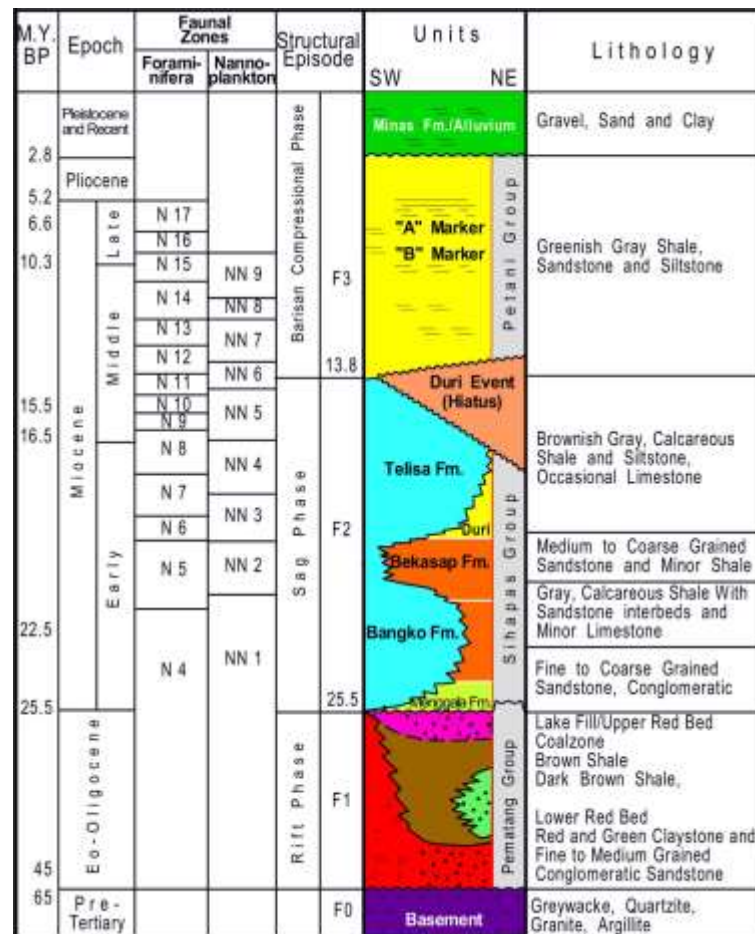 M.Y.
BP
Epoch
Faunal
Zones
Forami-
nifera
Nanno-
plankton
Structural
Episode
Units
SW NE
Lithology
Pleistocene
and Recent
2.8
Pliocene
5.2
6.6
10.3
15.5
16.5
22.5
25.5
45
65
Miocene
Late
Middle
Early
Eo-Oligocene
Pre-
Tertiary
N 17
N 16
N 15
N 14
N 13
N 12
N 11
N 10
N 9
N 8
N 7
N 6
N 5
N 4
NN 9
NN 8
NN 7
NN 6
NN 5
NN 4
NN 3
NN 2
NN 1
Barisan Compressional Phase
Sag Phase
Rift Phase
F3
13.8
F2
25.5
F1
F0
Minas Fm./Alluvium
"A" Marker
"B" Marker
Petani Group
Duri Event
(Hiatus)
Telisa Fm.
Duri
Bekasap Fm.
Bangko Fm.
Menggala Fm.
Sihapas Group
Pematang Group
Basement
Gravel, Sand and Clay
Greenish Gray Shale,
Sandstone and Siltstone
Brownish Gray, Calcareous
Shale and Siltstone,
Occasional Limestone
Medium to Coarse Grained
Sandstone and Minor Shale
Gray, Calcareous Shale With
Sandstone interbeds and
Minor Limestone
Fine to Coarse Grained
Sandstone, Conglomeratic
Lake Fill/Upper Red Bed
Coalzone
Brown Shale
Dark Brown Shale,
Lower Red Bed
Red and Green Claystone and
Fine to Medium Grained
Conglomeratic Sandstone
Greywacke, Quartzite,
Granite, Argillite